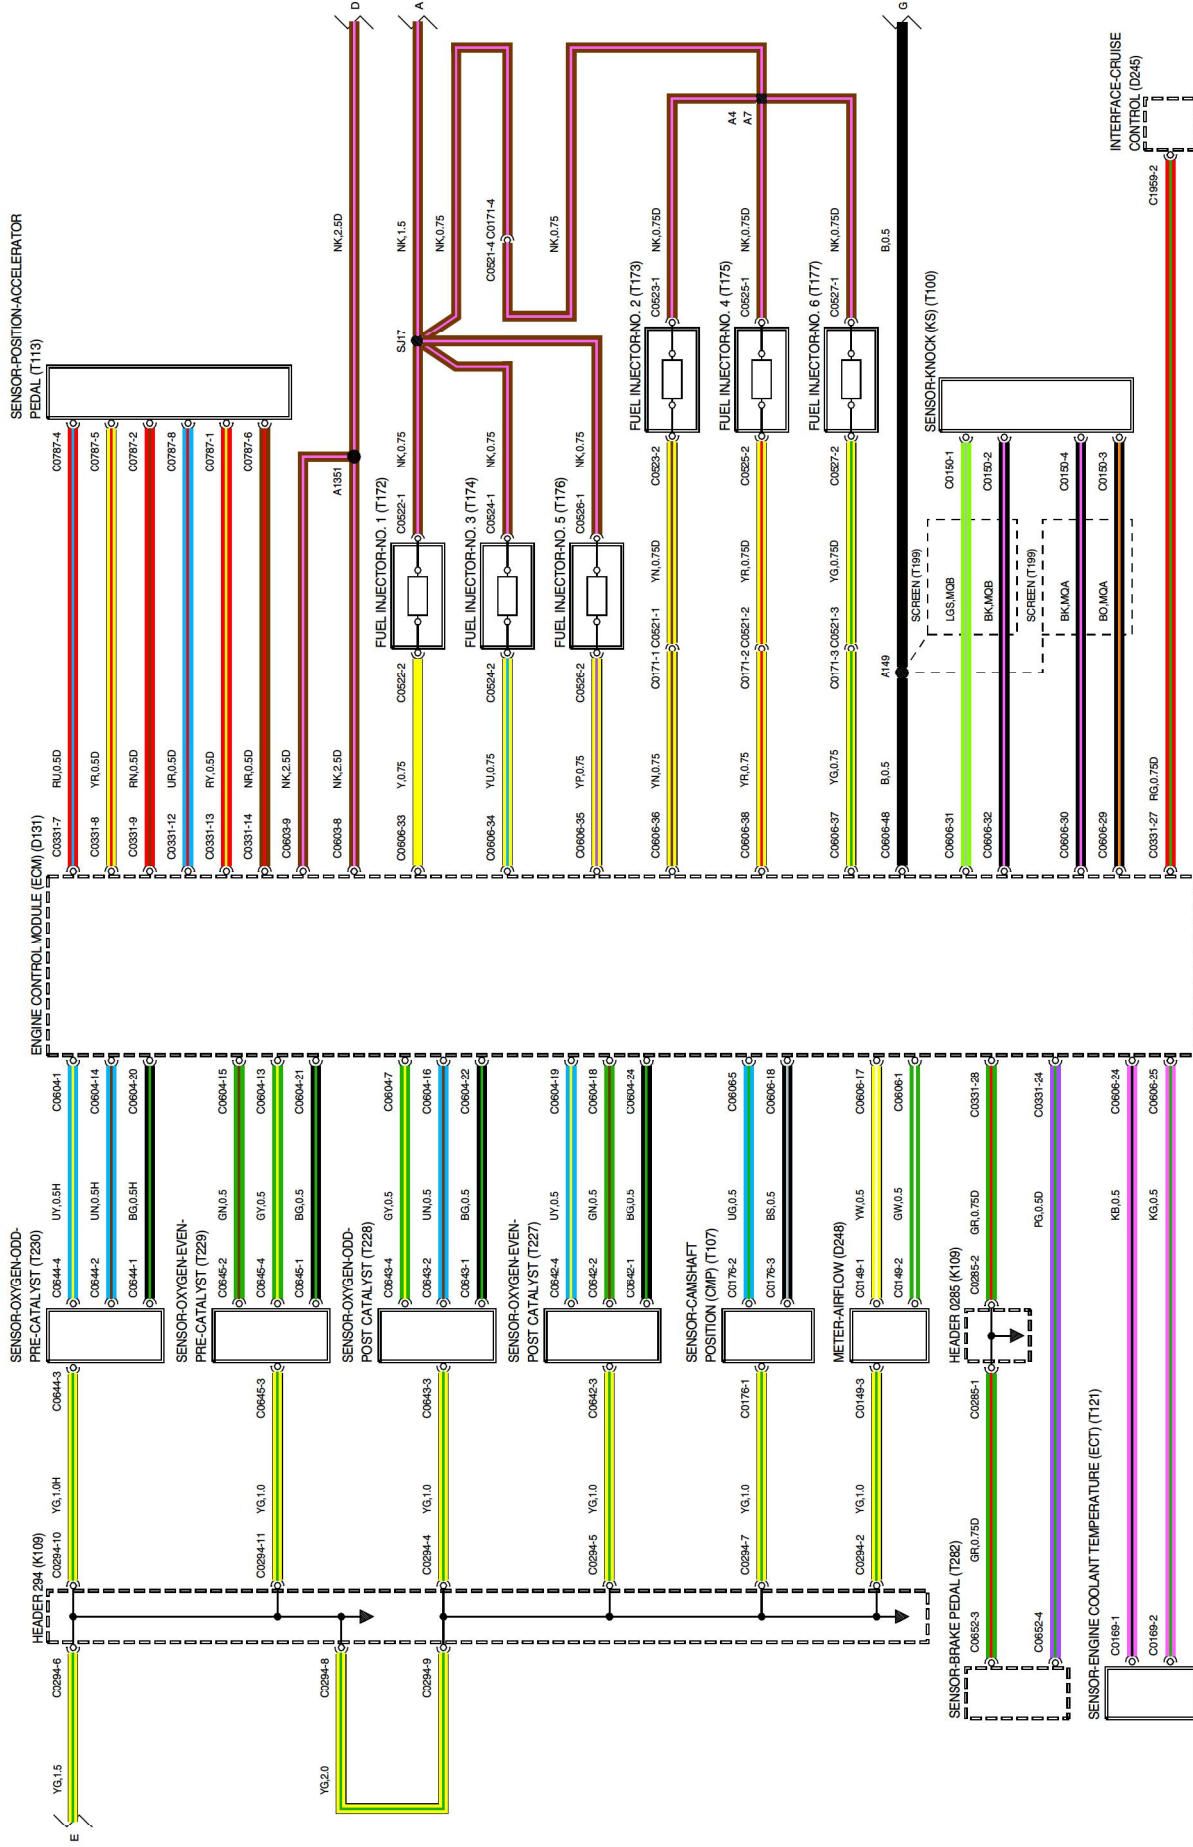 D
A
G
SENSOR-POSITION-ACCELERATOR
PEDAL (T113)
C0787-4
C0787-5
C0787-2
C0787-8
C0787-1
C0787-6
A1351
NK,2.5D
SJ17
NK,1.5
NK,0.75
C0521-4 C0171-4
NK,0.75
A4
A7
INTERFACE-CRUISE
CONTROL (D245)
C1959-2
FUEL INJECTOR-NO. 2 (T173)
C0523-1
NK,0.75D
FUEL INJECTOR-NO. 4 (T175)
C0525-1
NK,0.75D
FUEL INJECTOR-NO. 6 (T177)
C0527-1
NK,0.75D
B,0.5
SENSOR-KNOCK (KS) (T100)
C0150-1
C0150-2
C0150-4
C0150-3
FUEL INJECTOR-NO. 1 (T172)
C0522-1
NK,0.75
FUEL INJECTOR-NO. 3 (T174)
C0524-1
NK,0.75
FUEL INJECTOR-NO. 5 (T176)
C0526-1
NK,0.75
C0522-2
C0524-2
C0526-2
C0171-1 C0521-1
YN,0.75D
C0523-2
C0171-2 C0521-2
YR,0.75D
C0525-2
C0171-3 C0521-3
YG,0.75D
C0527-2
A149
SCREEN (T199)
LGS,MQB
BK,MQB
SCREEN (T199)
BK,MQA
BO,MQA
ENGINE CONTROL MODULE (ECM) (D131)
C0331-7
RU,0.5D
C0331-8
YR,0.5D
C0331-9
RN,0.5D
C0331-12
UR,0.5D
C0331-13
RY,0.5D
C0331-14
NR,0.5D
C0603-9
NK,2.5D
C0603-8
NK,2.5D
C0606-33
Y,0.75
C0606-34
YU,0.75
C0606-35
YP,0.75
C0606-36
YN,0.75
C0606-38
YR,0.75
C0606-37
YG,0.75
C0606-48
B,0.5
C0606-31
C0606-32
C0606-30
C0606-29
C0331-27
RG,0.75D
SENSOR-OXYGEN-ODD-
PRE-CATALYST (T230)
C0644-4
UY,0.5H
C0604-1
C0644-2
UN,0.5H
C0604-14
C0644-1
BG,0.5H
C0604-20
SENSOR-OXYGEN-EVEN-
PRE-CATALYST (T229)
C0645-2
GN,0.5
C0604-15
C0645-4
GY,0.5
C0604-13
C0645-1
BG,0.5
C0604-21
SENSOR-OXYGEN-ODD-
POST CATALYST (T228)
C0643-4
GY,0.5
C0604-7
C0643-2
UN,0.5
C0604-16
C0643-1
BG,0.5
C0604-22
SENSOR-OXYGEN-EVEN-
POST CATALYST (T227)
C0642-4
UY,0.5
C0604-19
C0642-2
GN,0.5
C0604-18
C0642-1
BG,0.5
C0604-24
SENSOR-CAMSHAFT
POSITION (CMP) (T107)
C0176-2
UG,0.5
C0606-5
C0176-3
BS,0.5
C0606-18
METER-AIRFLOW (D248)
C0149-1
YW,0.5
C0606-17
C0149-2
GW,0.5
C0606-1
HEADER 0285 (K109)
C0285-2
GR,0.75D
C0331-28
PG,0.5D
C0331-24
KB,0.5
C0606-24
KG,0.5
C0606-25
HEADER 294 (K109)
C0294-10
YG,1.0H
C0644-3
C0294-11
YG,1.0
C0645-3
C0294-4
YG,1.0
C0643-3
C0294-5
YG,1.0
C0642-3
C0294-7
YG,1.0
C0176-1
C0294-2
YG,1.0
C0149-3
GR,0.75D
C0285-1
SENSOR-BRAKE PEDAL (T282)
C0652-3
C0652-4
SENSOR-ENGINE COOLANT TEMPERATURE (ECT) (T121)
C0169-1
C0169-2
E
YG,1.5
C0294-6
YG,2.0
C0294-8
C0294-9